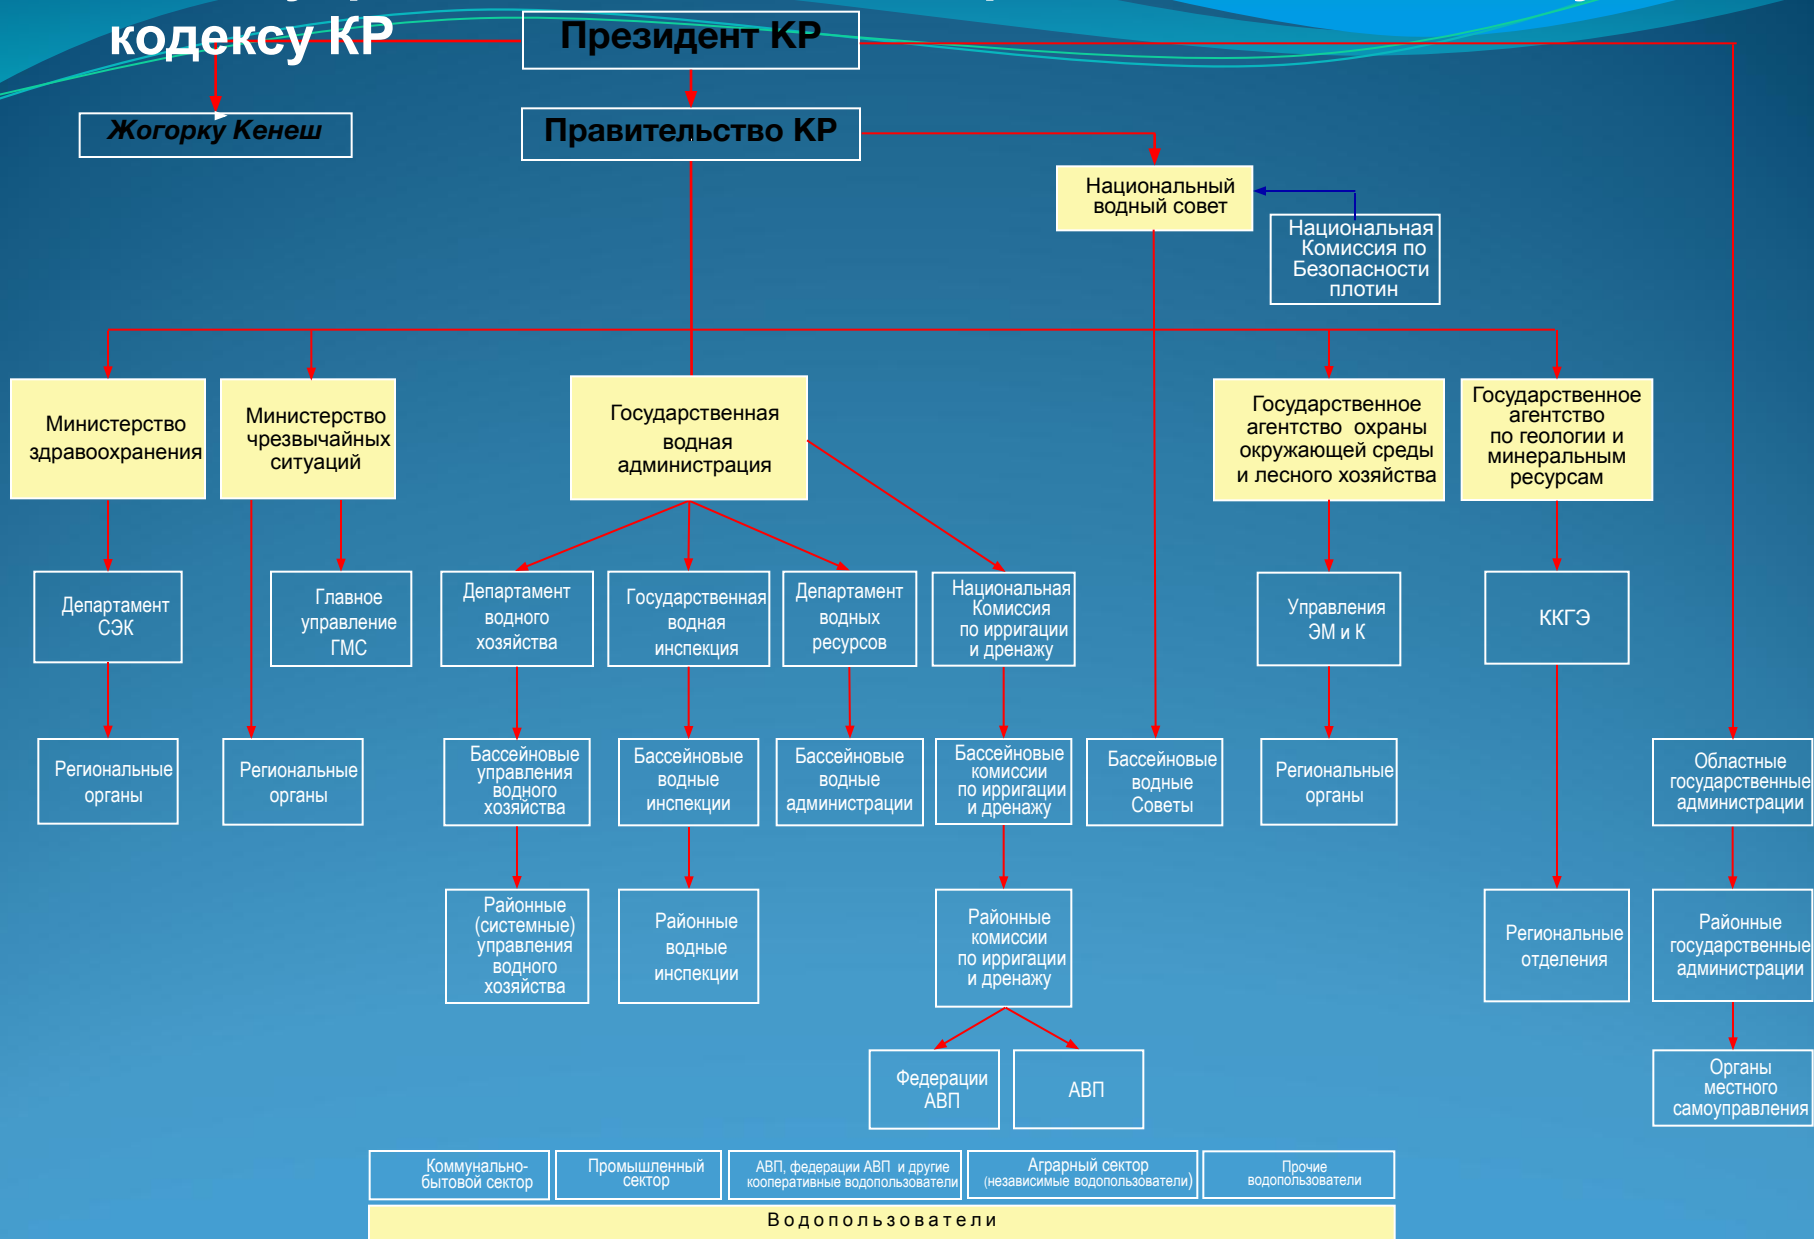 кодексу КР
Президент КР
Жогорку Кенеш
Правительство КР
Национальный
водный совет
Национальная
Комиссия по
Безопасности
плотин
Министерство
здравоохранения
Министерство
чрезвычайных
ситуаций
Государственная
водная
администрация
Государственное
агентство охраны
окружающей среды
и лесного хозяйства
Государственное
агентство
по геологии и
минеральным
ресурсам
Департамент
СЭК
Главное
управление
ГМС
Департамент
водного
хозяйства
Государственная
водная
инспекция
Департамент
водных
ресурсов
Национальная
Комиссия
по ирригации
и дренажу
Управления
ЭМ и К
ККГЭ
Региональные
органы
Региональные
органы
Бассейновые
управления
водного
хозяйства
Бассейновые
водные
инспекции
Бассейновые
водные
администрации
Бассейновые
комиссии
по ирригации
и дренажу
Бассейновые
водные
Советы
Региональные
органы
Областные
государственные
администрации
Районные
(системные)
управления
водного
хозяйства
Районные
водные
инспекции
Районные
комиссии
по ирригации
и дренажу
Региональные
отделения
Районные
государственные
администрации
Федерации
АВП
АВП
Органы
местного
самоуправления
Коммунально-
бытовой сектор
Промышленный
сектор
АВП, федерации АВП и другие
кооперативные водопользователи
Аграрный сектор
(независимые водопользователи)
Прочие
водопользователи
Водопользователи